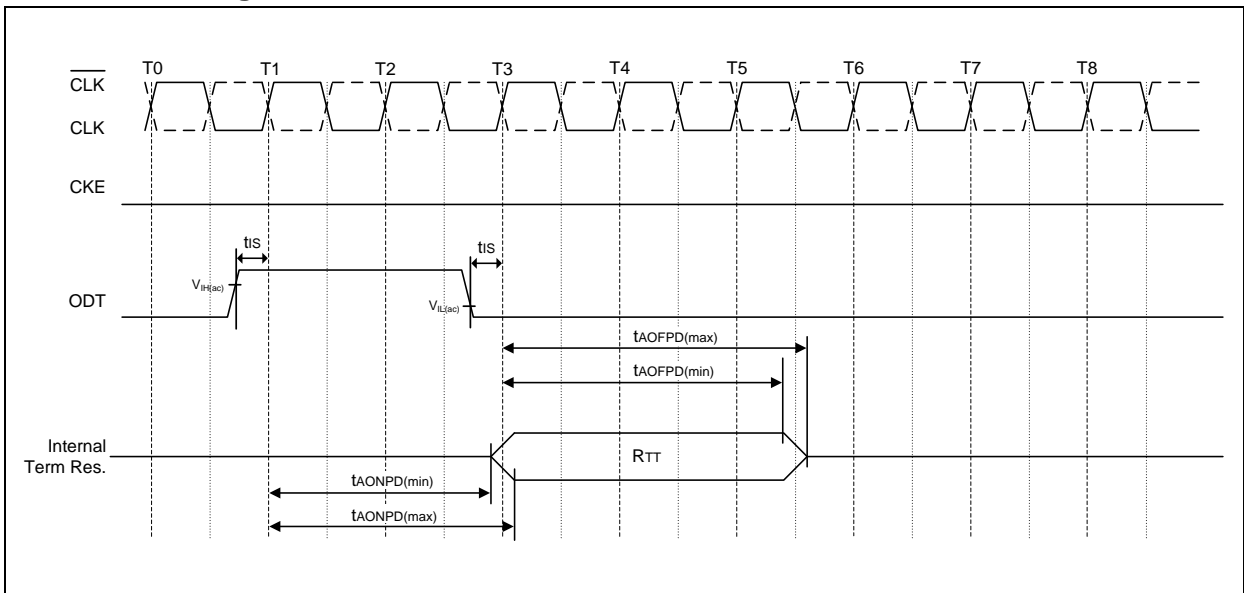 T0 T1 T2 T3 T4 T5 T6 T7 T8
CLK
CLK
CKE
tIS tIS
VIH(ac)
ODT
VIL(ac)
tAOFPD(max)
tAOFPD(min)
Internal
Term Res.
RTT
tAONPD(min)
tAONPD(max)